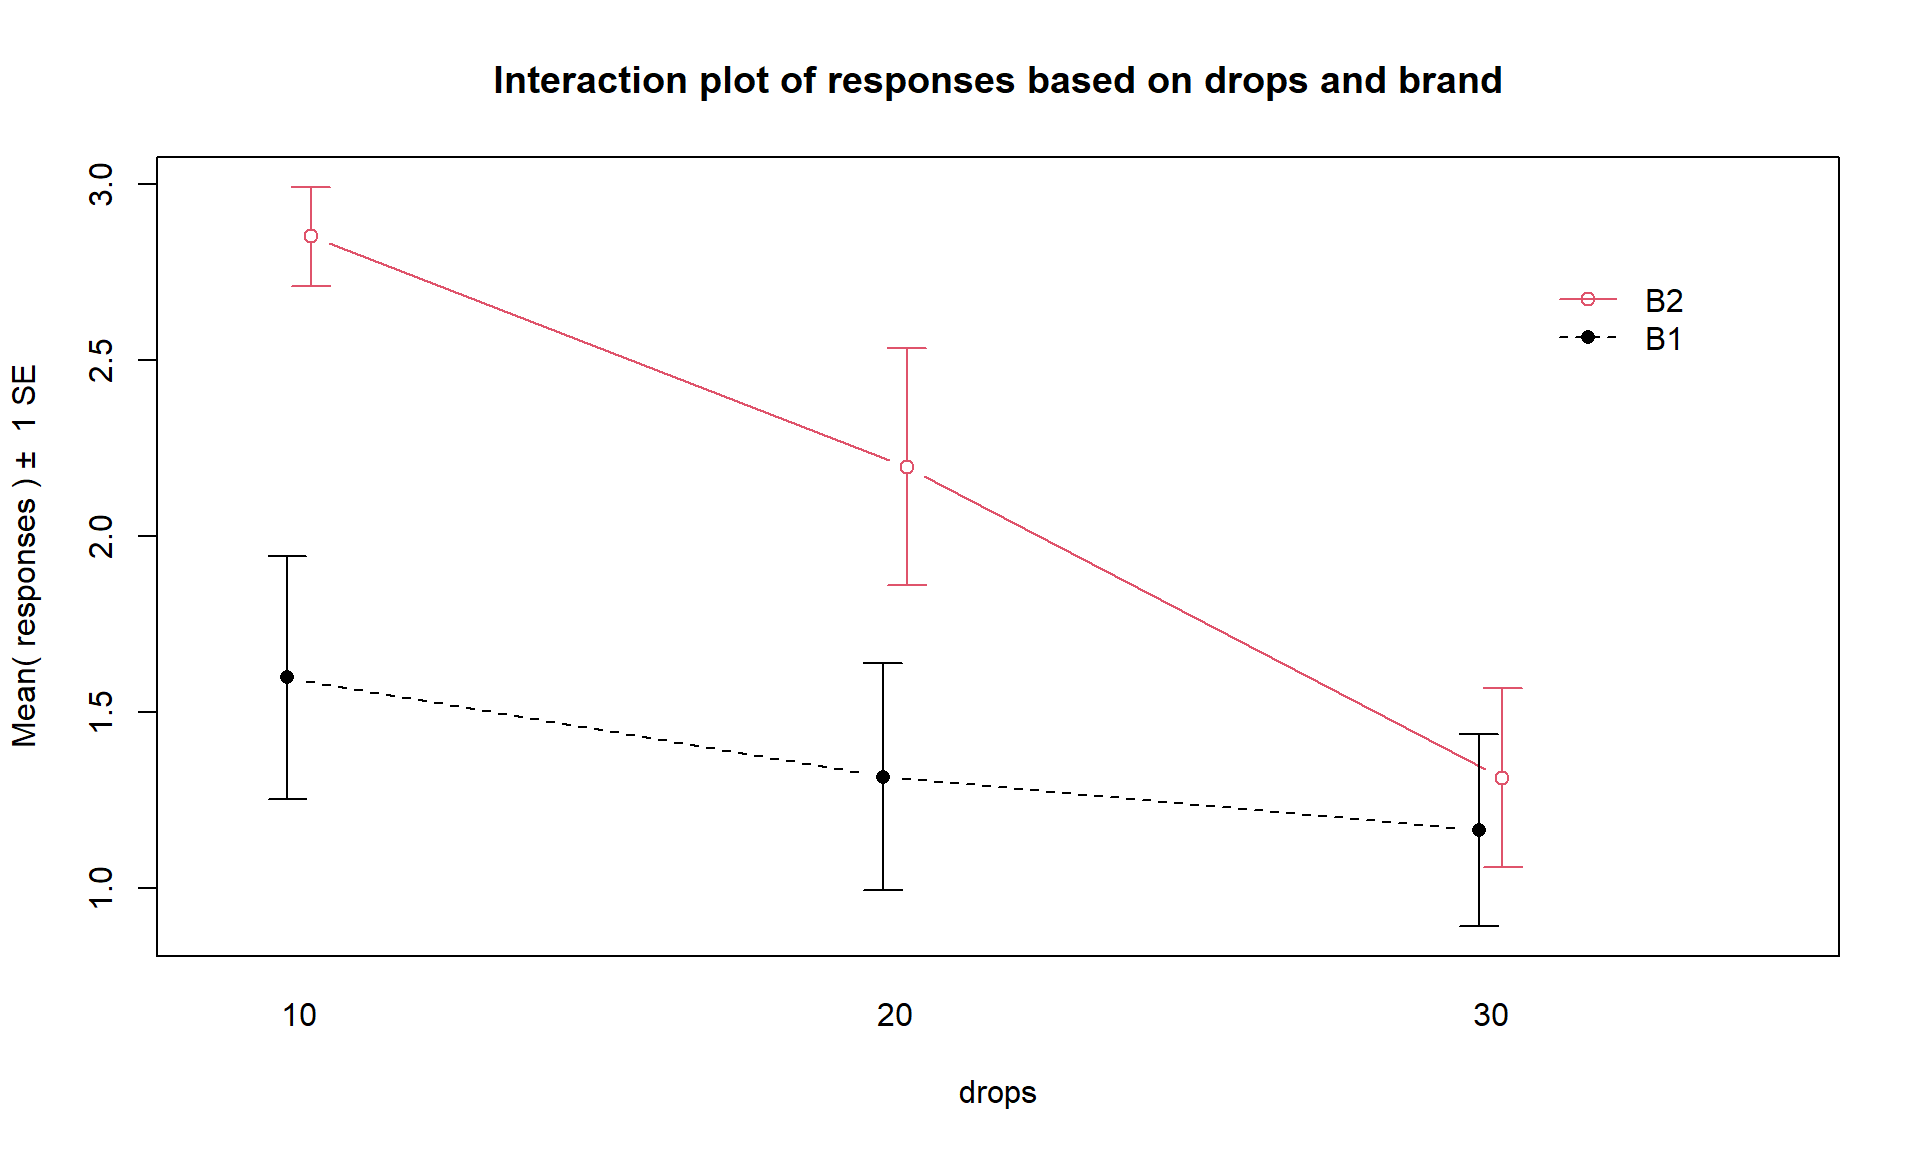 Interaction plot of responses based on drops and brand
Mean( responses ) ± 1 SE
3.0
2.5
2.0
1.5
1.0
B2
B1
10 20 30
drops